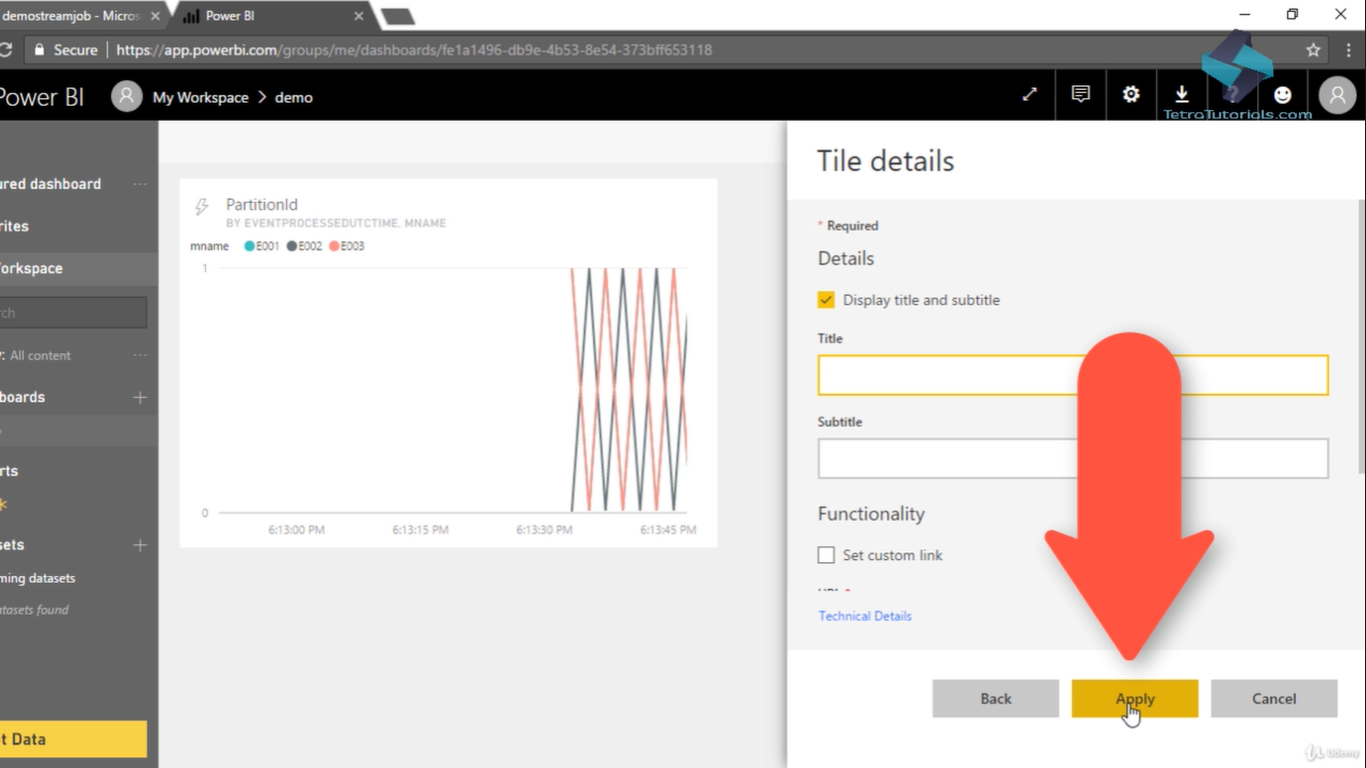 demostreamjob - Micros
Power BI
Secure
https://app.powerbi.com/groups/me/dashboards/fe1a1496-db9e-4b53-8e54-373bff653118
Power BI
My Workspace > demo
TetraTutorials.com
ured dashboard
rites
orkspace
rch
: All content
boards
rts
sets
ming datasets
atasets found
t Data
PartitionId
BY EVENTPROCESSEDUTCTIME, MNAME
mname E001 E002 E003
1
0
6:13:00 PM 6:13:15 PM 6:13:30 PM 6:13:45 PM
Tile details
* Required
Details
Display title and subtitle
Title
Subtitle
Functionality
Set custom link
Technical Details
Back
Apply
Cancel
Udemy